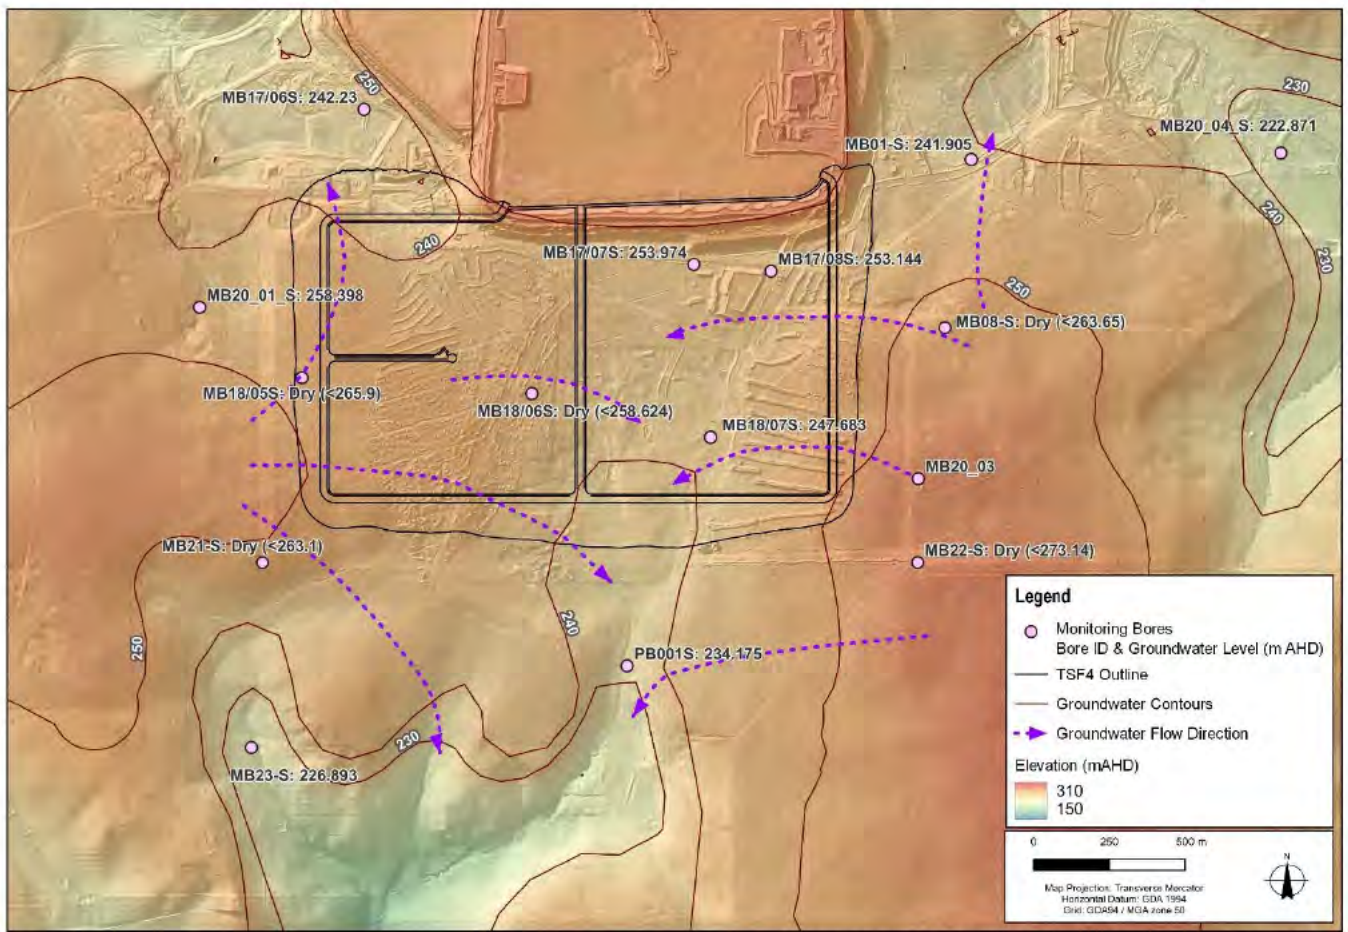 250
MB17/06S: 242.23
230
MB20_04_S: 222.871
MB01-S: 241.905
240
240
230
MB17/07S: 253.974
MB17/08S: 253.144
250
MB20_01_S: 258.398
MB08-S: Dry (<263.65)
MB18/05S: Dry (<265.9)
MB18/06S: Dry (<258.624)
MB18/07S: 247.683
MB20_03
MB21-S: Dry (<263.1)
MB22-S: Dry (<273.14)
240
250
PB001S: 234.175
230
MB23-S: 226.893
Legend
Monitoring Bores
Bore ID & Groundwater Level (m AHD)
TSF4 Outline
Groundwater Contours
Groundwater Flow Direction
Elevation (mAHD)
310
150
0 250 500 m
Map Projection: Transverse Mercator
Horizontal Datum: GDA 1994
Grid: GDA94 / MGA zone 50
N